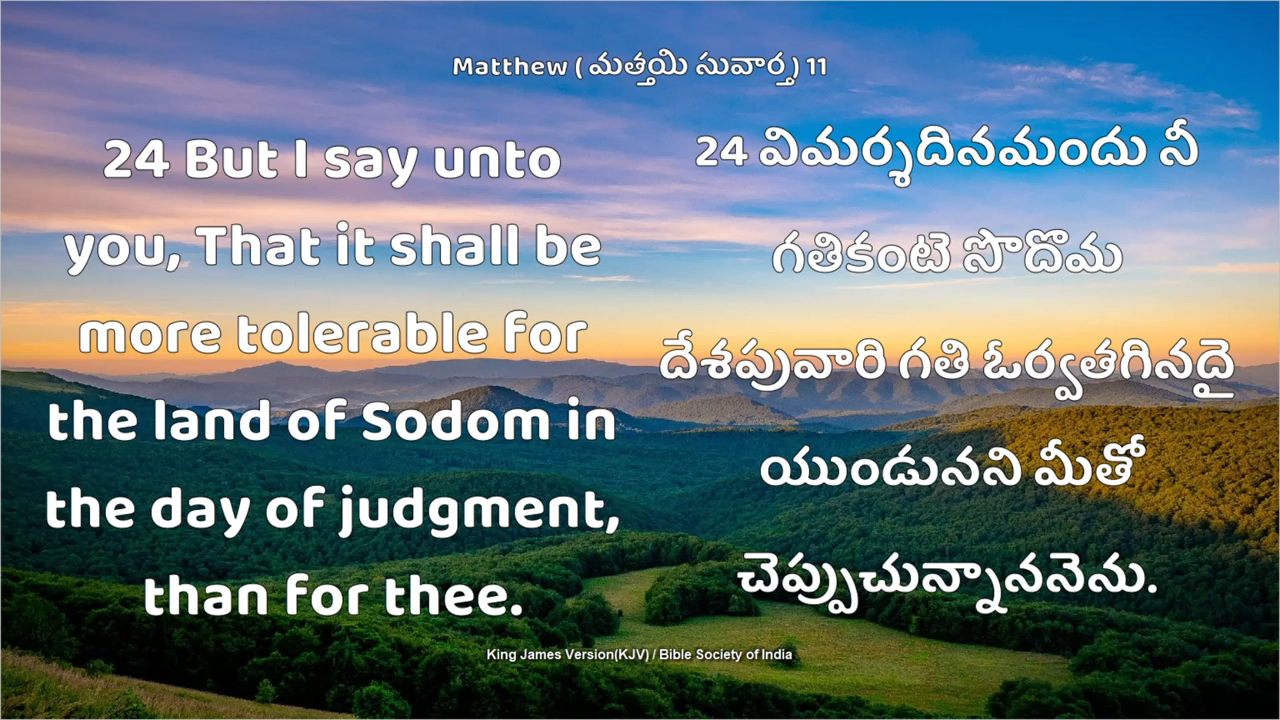 Matthew ( మత్తయి సువార్త) 11
24 But I say unto
you, That it shall be
more tolerable for
the land of Sodom in
the day of judgment,
than for thee.
24 విమర్శదినమందు నీ
గతికంటె సొదొమ
దేశపువారి గతి ఓర్వతగినదై
యుండునని మీతో
చెప్పుచున్నాననెను.
King James Version(KJV) / Bible Society of India